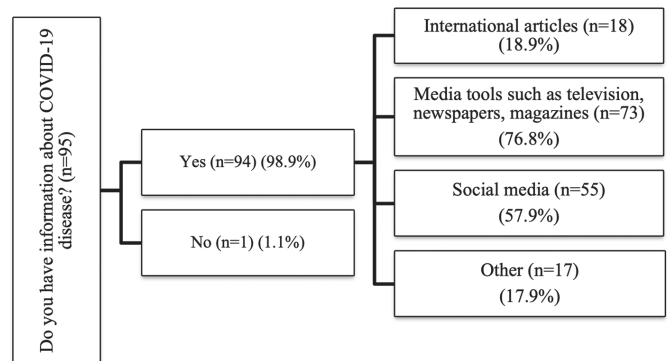 Do you have information about COVID-19
disease? (n=95)
Yes (n=94) (98.9%)
No (n=1) (1.1%)
International articles (n=18)
(18.9%)
Media tools such as television,
newspapers, magazines (n=73)
(76.8%)
Social media (n=55)
(57.9%)
Other (n=17)
(17.9%)